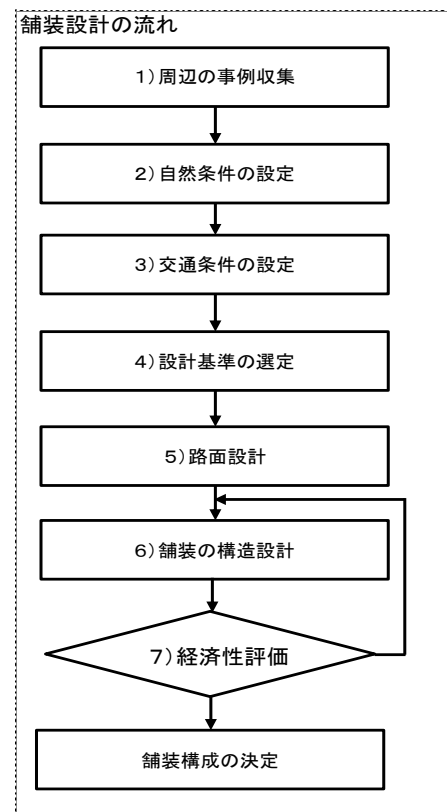 舗装設計の流れ
1)周辺の事例収集
2)自然条件の設定
3)交通条件の設定
4)設計基準の選定
5)路面設計
6)舗装の構造設計
7)経済性評価
舗装構成の決定